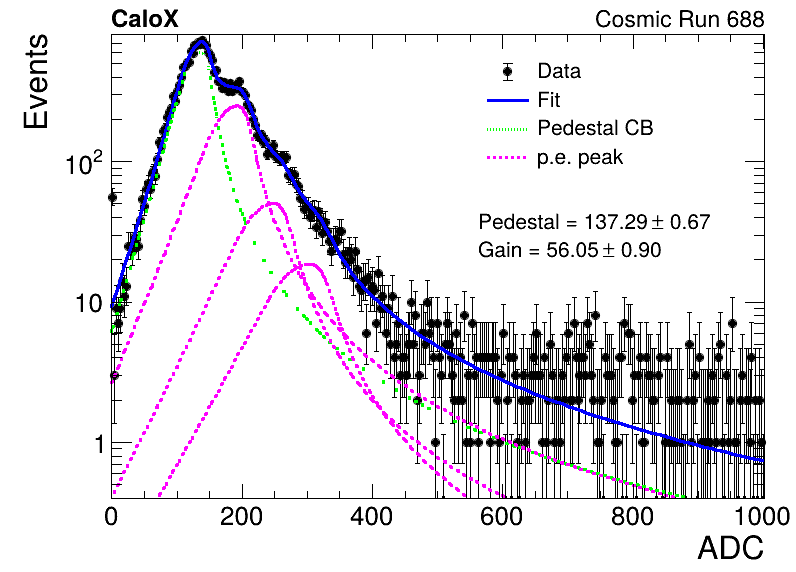 CaloX Cosmic Run 688
Events
Data
Fit
Pedestal CB
p.e. peak
Pedestal = 137.29 ± 0.67
Gain = 56.05 ± 0.90
10²
10
1
0 200 400 600 800 1000
ADC